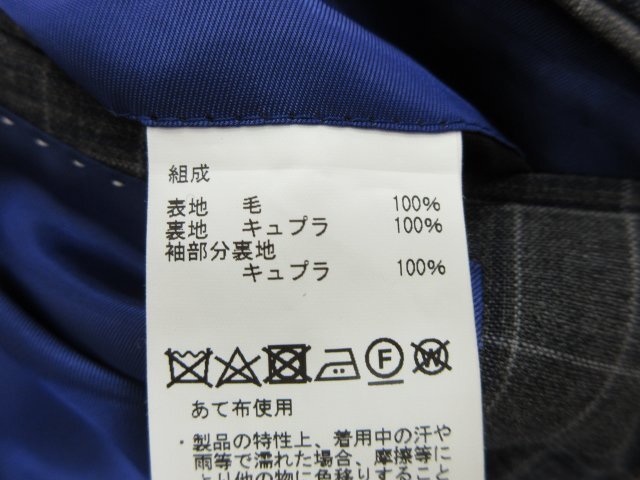 組成
表地 毛 100%
裏地 キュプラ 100%
袖部分裏地
キュプラ 100%
F W
あて布使用
・製品の特性上、着用中の汗や
雨等で濡れた場合、摩擦等に
より他の物に色移りすること